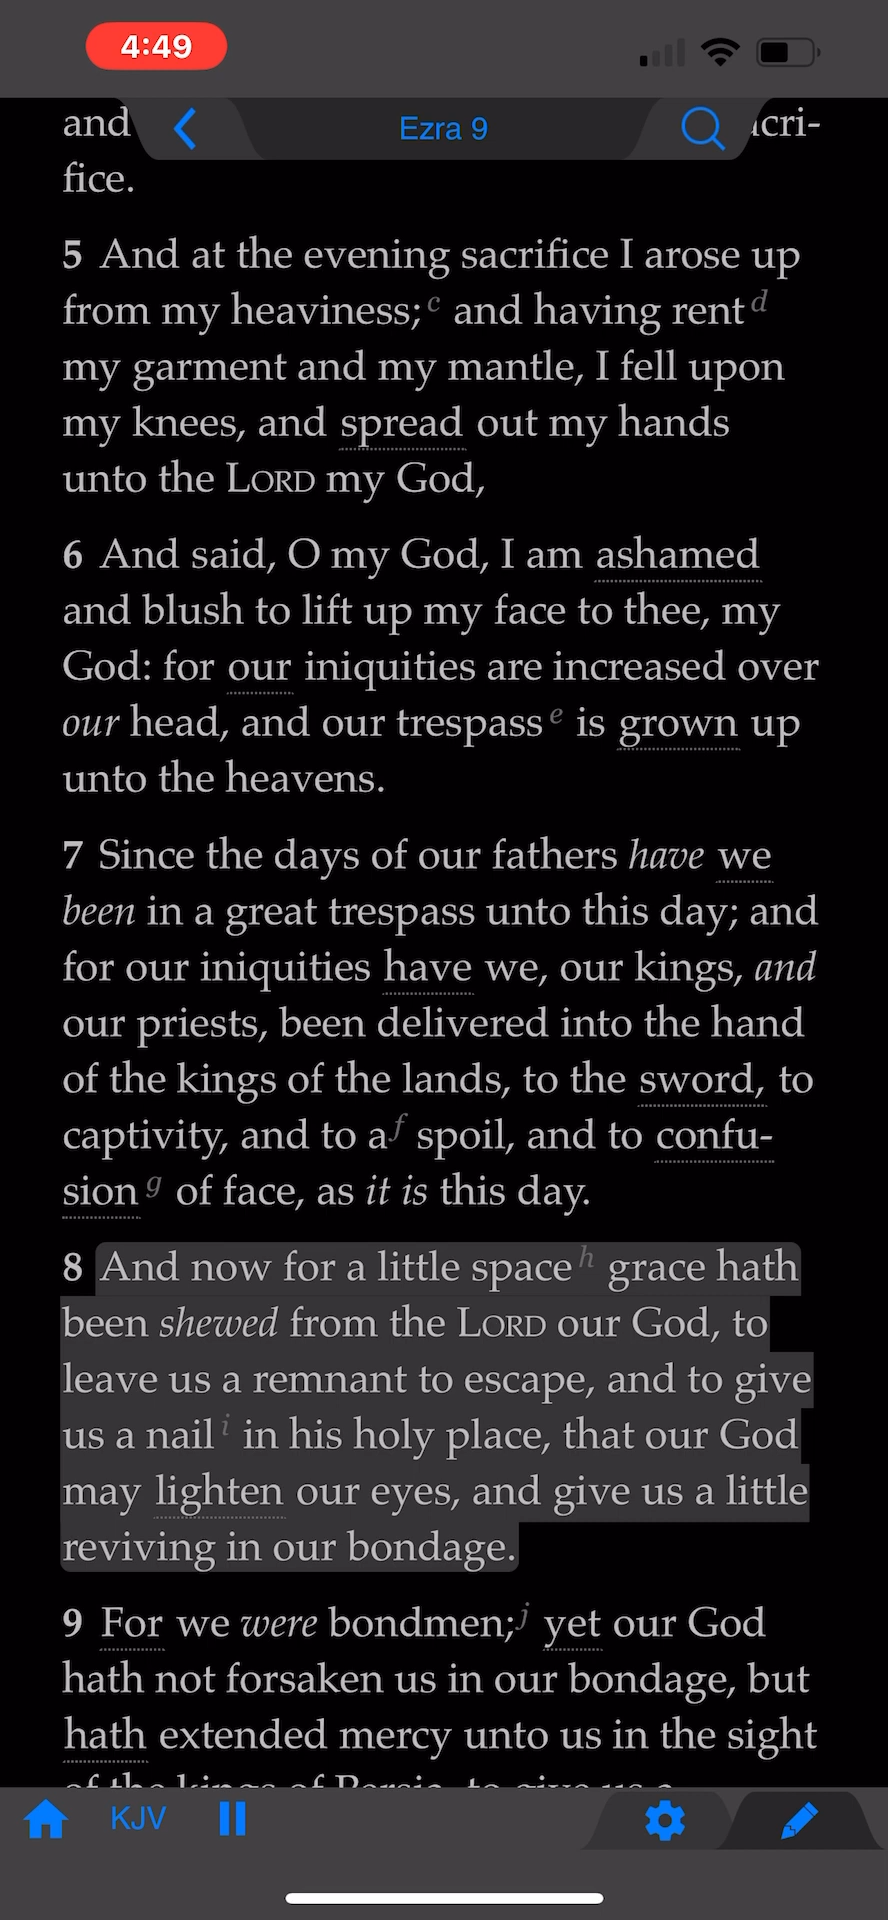 4:49
and
Ezra 9
acri-
fice.
5 And at the evening sacrifice I arose up
from my heaviness; c and having rent d
my garment and my mantle, I fell upon
my knees, and spread out my hands
unto the LORD my God,
6 And said, O my God, I am ashamed
and blush to lift up my face to thee, my
God: for our iniquities are increased over
our head, and our trespass e is grown up
unto the heavens.
7 Since the days of our fathers have we
been in a great trespass unto this day; and
for our iniquities have we, our kings, and
our priests, been delivered into the hand
of the kings of the lands, to the sword, to
captivity, and to a f spoil, and to confu-
sion g of face, as it is this day.
8 And now for a little space h grace hath
been shewed from the LORD our God, to
leave us a remnant to escape, and to give
us a nail i in his holy place, that our God
may lighten our eyes, and give us a little
reviving in our bondage.
9 For we were bondmen; j yet our God
hath not forsaken us in our bondage, but
hath extended mercy unto us in the sight
of the kings of Persia, to give us a
KJV